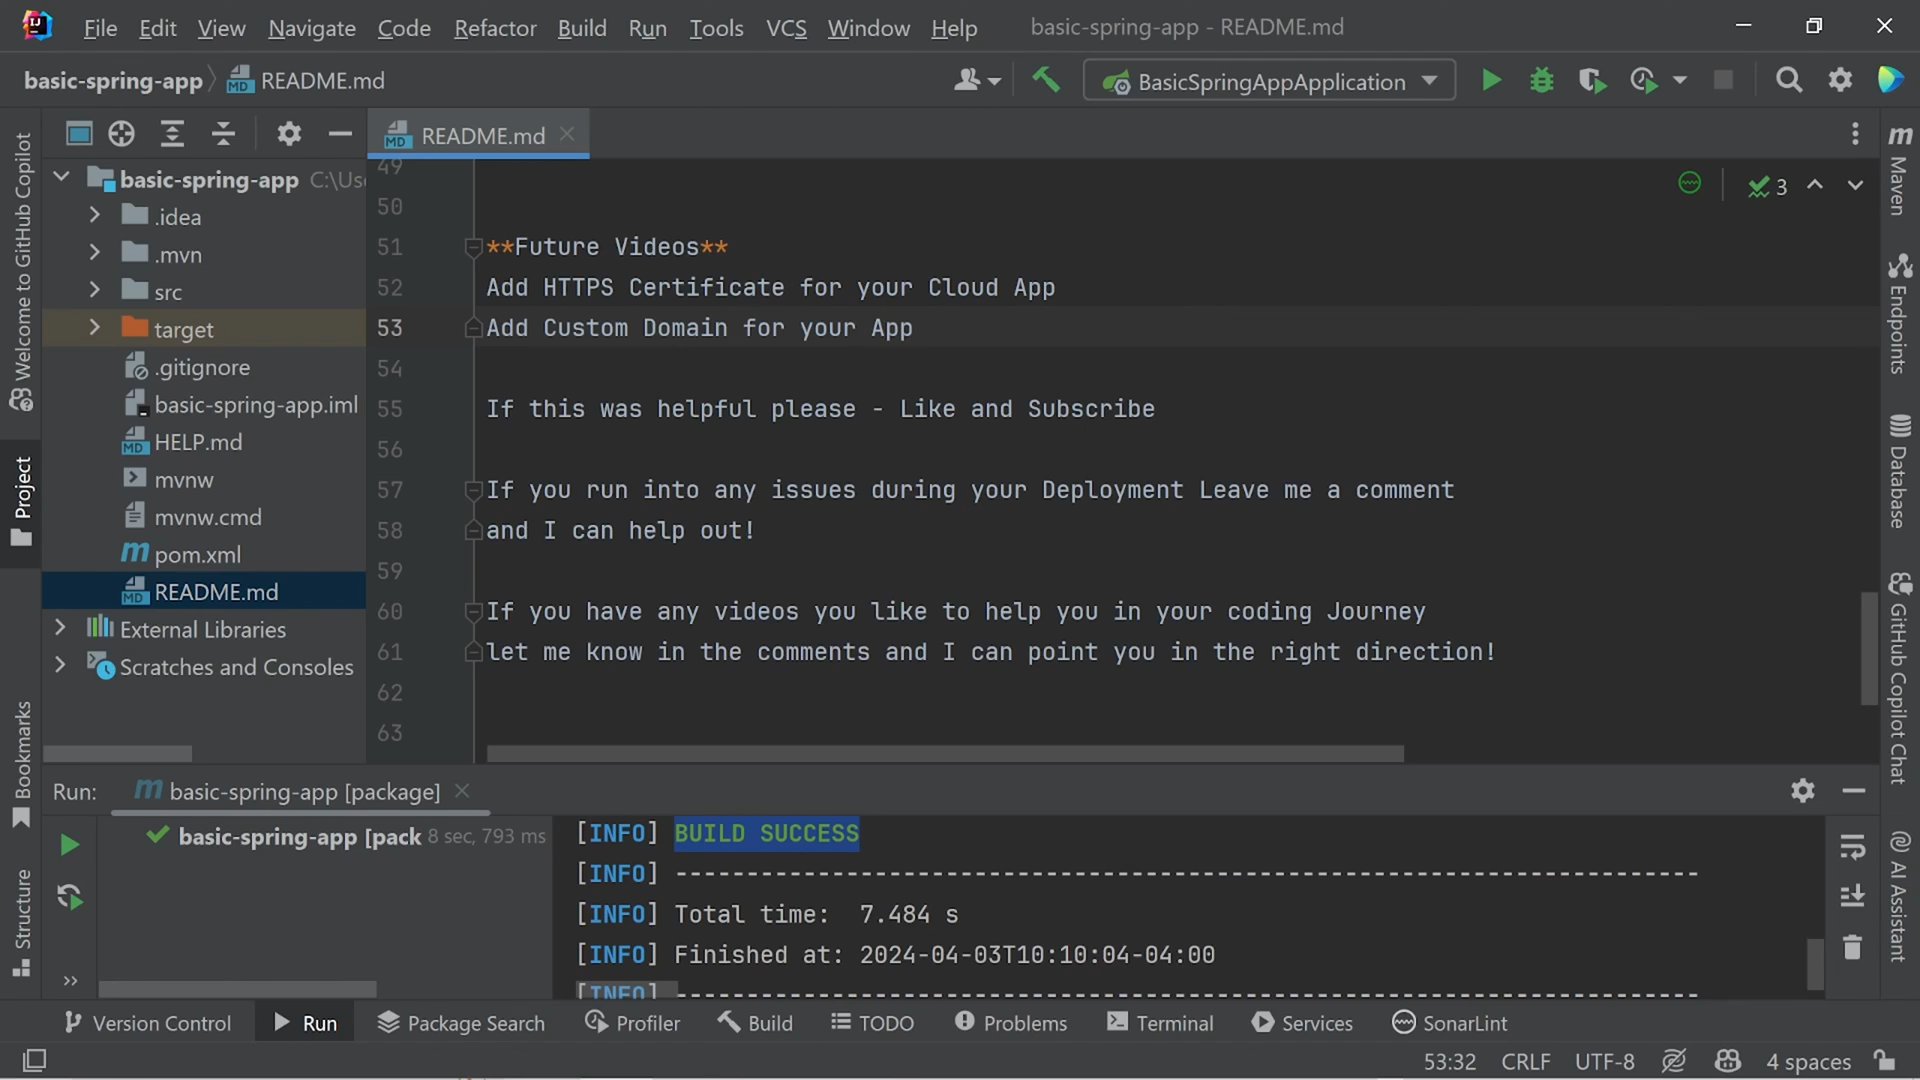 File Edit View Navigate Code Refactor Build Run Tools VCS Window Help basic-spring-app - README.md
basic-spring-app README.md BasicSpringAppApplication
README.md
basic-spring-app C:\Use
.idea
.mvn
src
target
.gitignore
basic-spring-app.iml
HELP.md
mvnw
mvnw.cmd
pom.xml
README.md
External Libraries
Scratches and Consoles
Welcome to GitHub Copilot
Project
Bookmarks
Structure
49
50
51 **Future Videos**
52 Add HTTPS Certificate for your Cloud App
53 Add Custom Domain for your App
54
55 If this was helpful please - Like and Subscribe
56
57 If you run into any issues during your Deployment Leave me a comment
58 and I can help out!
59
60 If you have any videos you like to help you in your coding Journey
61 let me know in the comments and I can point you in the right direction!
62
63
3
Maven
Endpoints
Database
GitHub Copilot Chat
AI Assistant
Run: basic-spring-app [package]
basic-spring-app [pack 8 sec, 793 ms
[INFO] BUILD SUCCESS
[INFO] ------------------------------------------------------------------------
[INFO] Total time:  7.484 s
[INFO] Finished at: 2024-04-03T10:10:04-04:00
[INFO] ------------------------------------------------------------------------
Version Control Run Package Search Profiler Build TODO Problems Terminal Services SonarLint
53:32 CRLF UTF-8 4 spaces